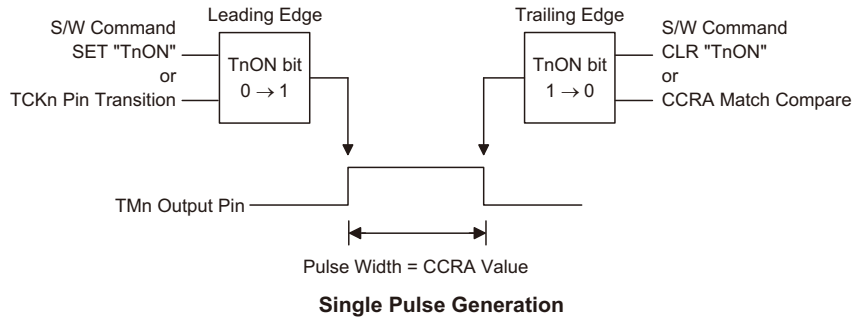 Leading Edge
S/W Command
SET "TnON"
or
TCKn Pin Transition
TnON bit
0 → 1
Trailing Edge
TnON bit
1 → 0
S/W Command
CLR "TnON"
or
CCRA Match Compare
TMn Output Pin
Pulse Width = CCRA Value
Single Pulse Generation